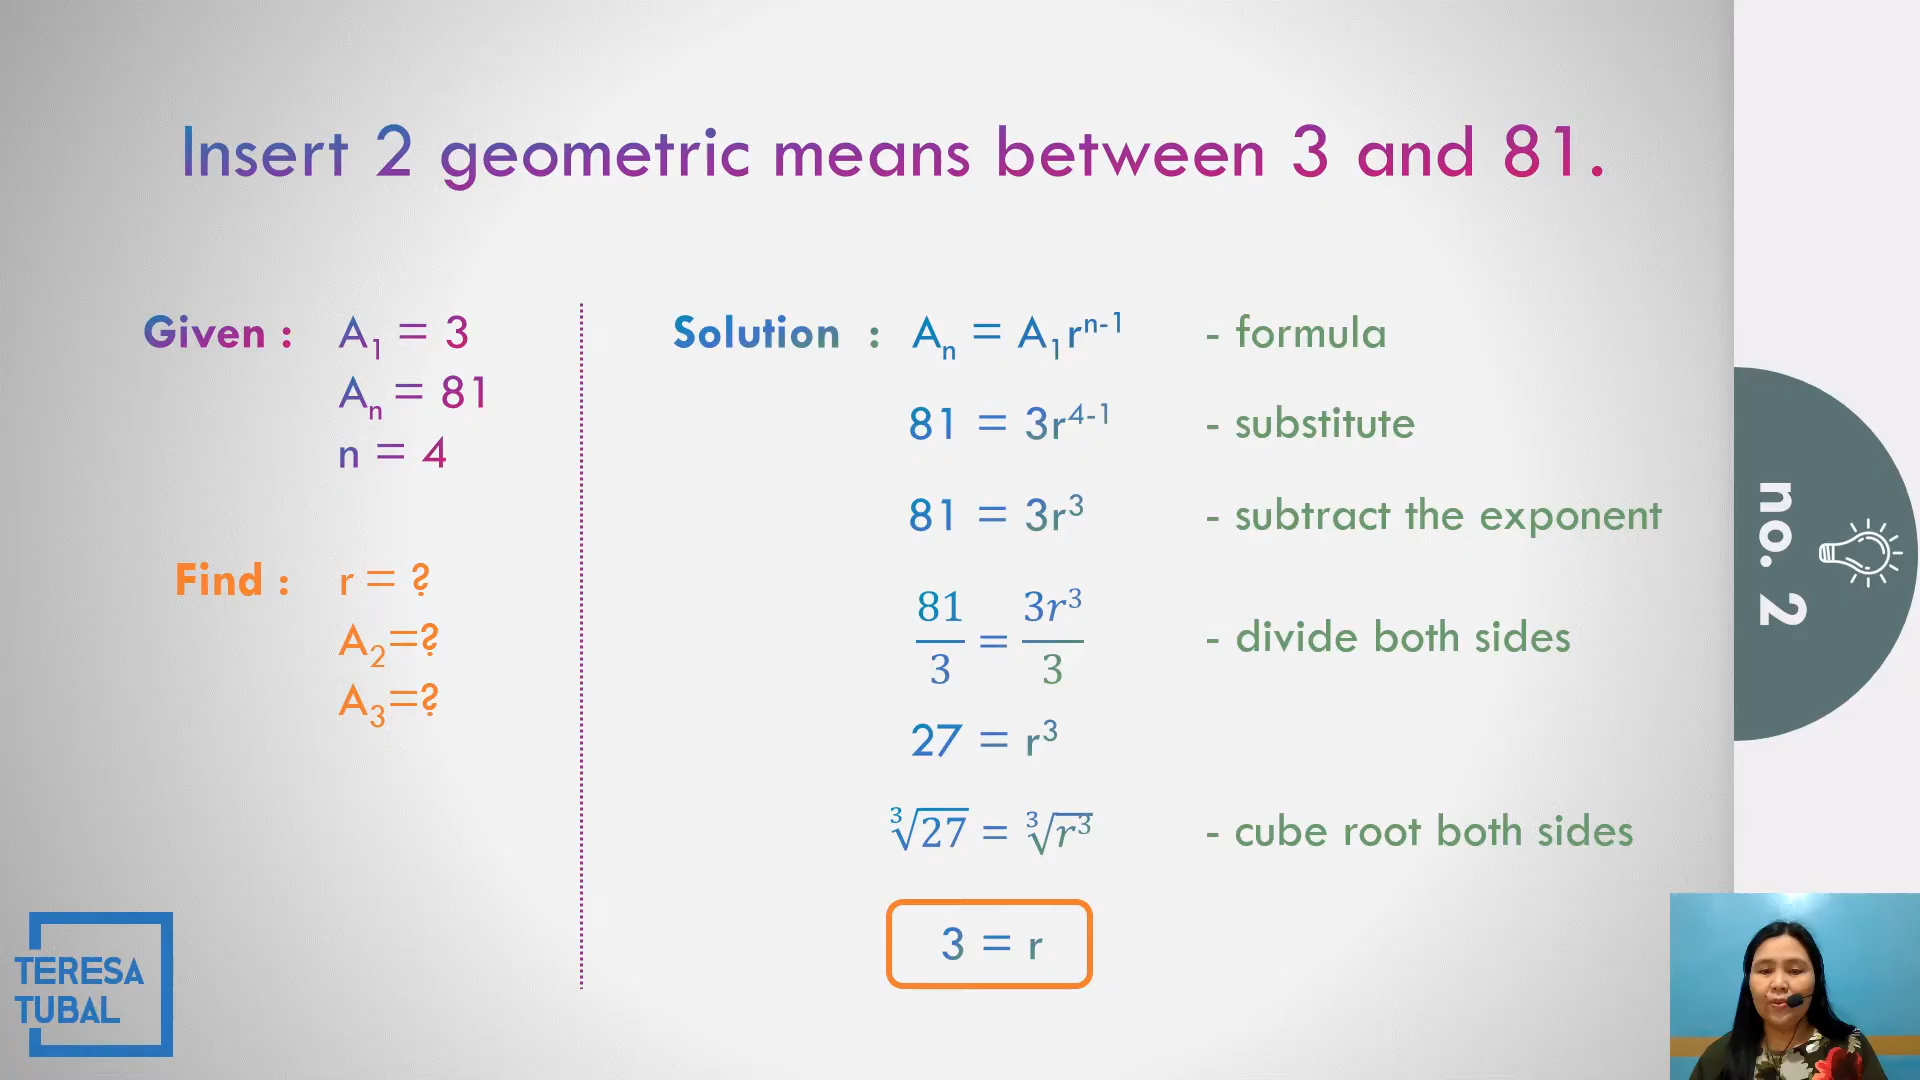 Insert 2 geometric means between 3 and 81.
Given : A₁ = 3
Aₙ = 81
n = 4
Find : r = ?
A₂=?
A₃=?
Solution : Aₙ = A₁rⁿ⁻¹ - formula
81 = 3r⁴⁻¹ - substitute
81 = 3r³ - subtract the exponent
81/3 = 3r³/3 - divide both sides
27 = r³
∛27 = ∛r³ - cube root both sides
3 = r
no. 2
TERESA
TUBAL